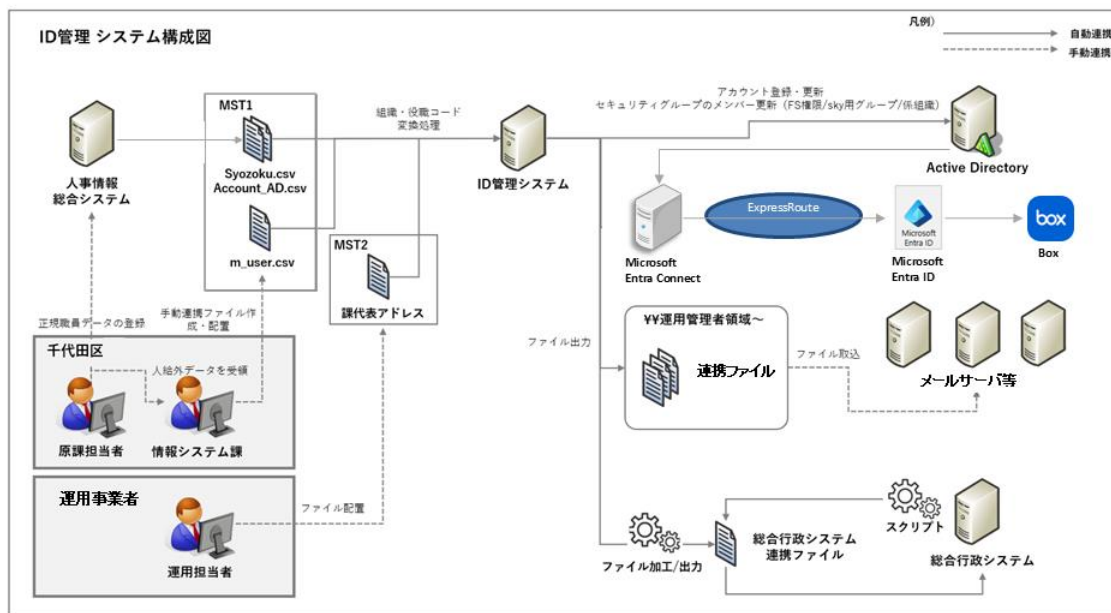 ID管理 システム構成図
凡例)
自動連携
手動連携
MST1
組織・役職コード
変換処理
アカウント登録・更新
セキュリティグループのメンバー更新（FS権限/sky用グループ/係組織）
Syozoku.csv
Account_AD.csv
人事情報
総合システム
ID管理システム
Active Directory
m_user.csv
MST2
課代表アドレス
ExpressRoute
Microsoft
Entra Connect
Microsoft
Entra ID
Microsoft
Entra ID
box
Box
正規職員データの登録
手動連携ファイル作
成・配置
千代田区
人給外データを受領
原課担当者
情報システム課
ファイル出力
¥¥運用管理者領域～
連携ファイル
ファイル取込
メールサーバ等
運用事業者
ファイル配置
運用担当者
ファイル加工/出力
総合行政システム
連携ファイル
スクリプト
総合行政システム